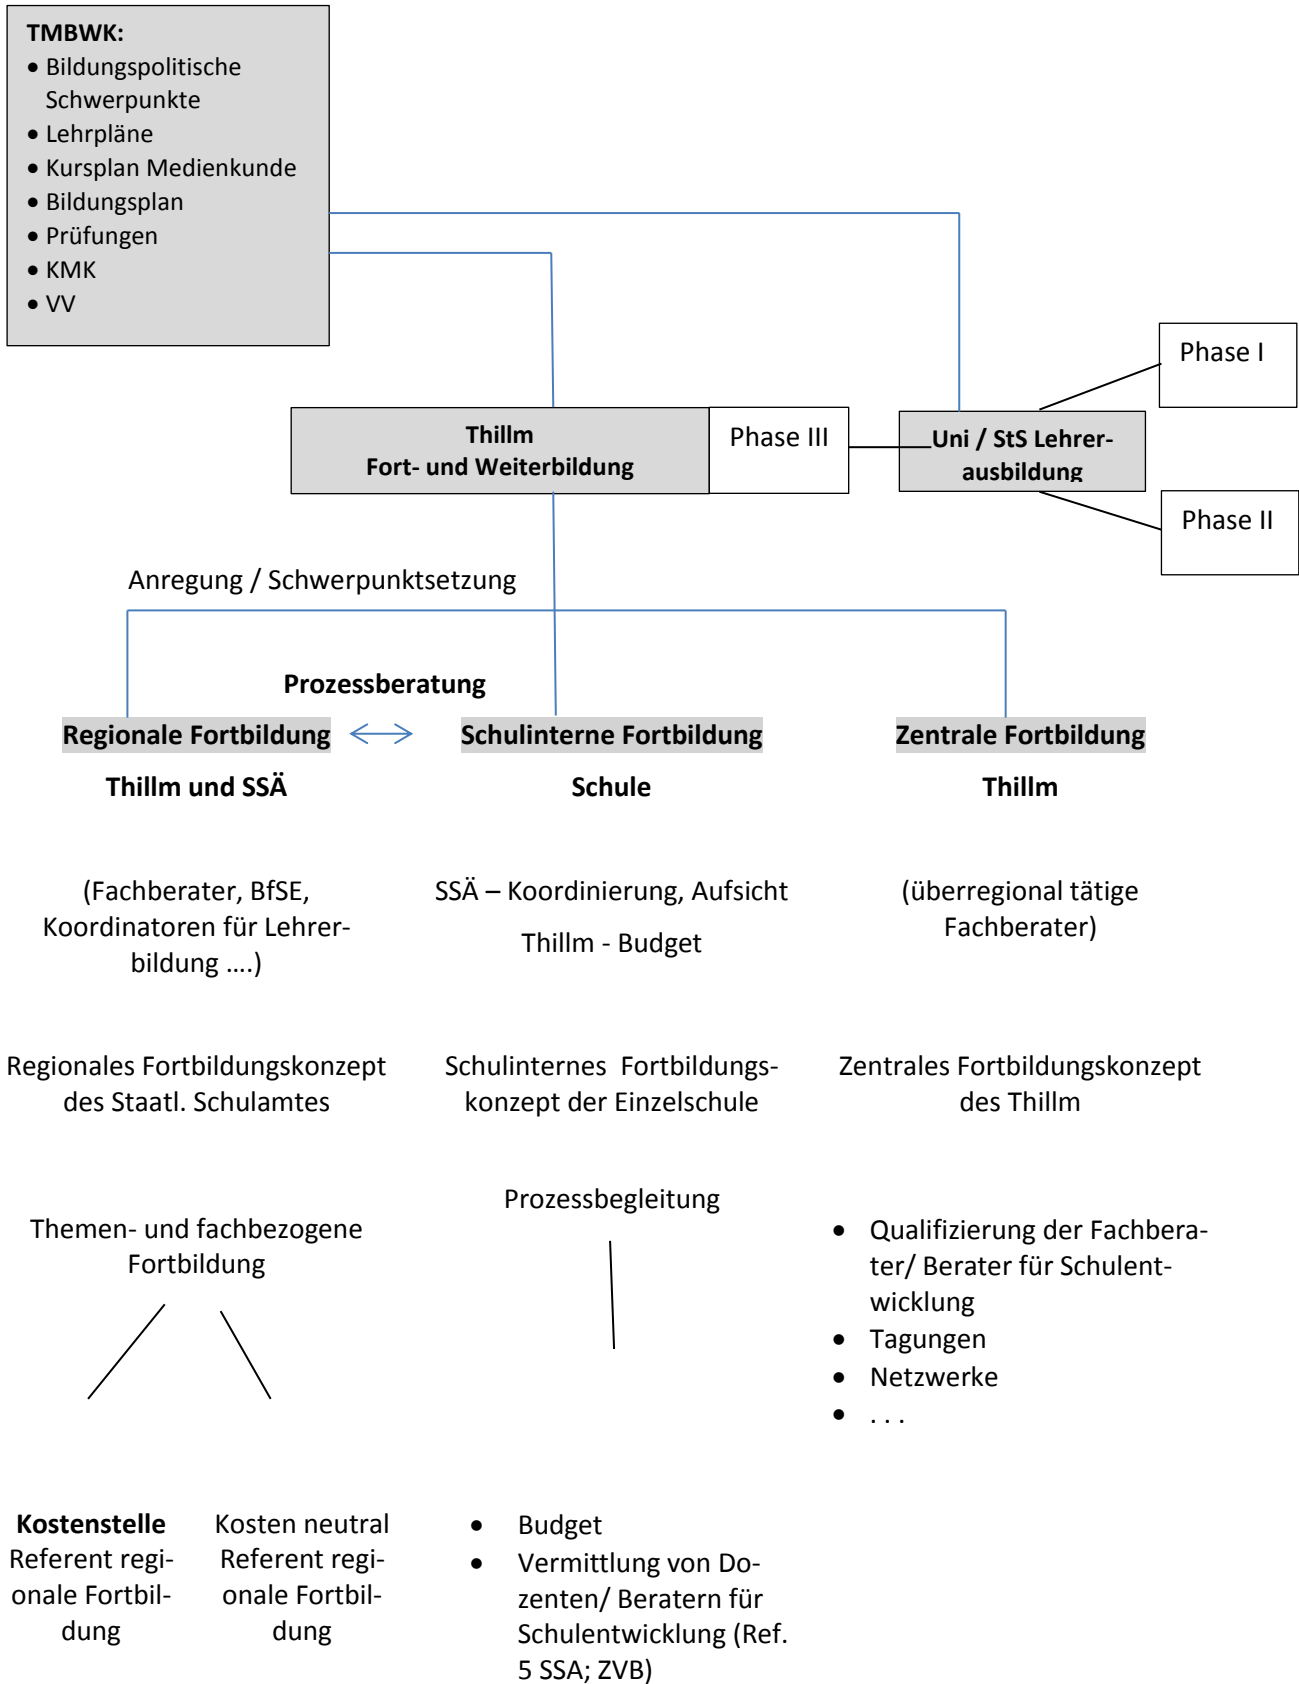 TMBWK:
• Bildungspolitische
Schwerpunkte
• Lehrpläne
• Kursplan Medienkunde
• Bildungsplan
• Prüfungen
• KMK
• VV
Phase I
Thillm
Fort- und Weiterbildung
Phase III
Uni / StS Lehrer-
ausbildung
Phase II
Anregung / Schwerpunktsetzung
Prozessberatung
Regionale Fortbildung
Thillm und SSÄ
(Fachberater, BfSE,
Koordinatoren für Lehrer-
bildung ....)
Regionales Fortbildungskonzept
des Staatl. Schulamtes
Themen- und fachbezogene
Fortbildung
Kostenstelle
Referent regi-
onale Fortbil-
dung
Kosten neutral
Referent regi-
onale Fortbil-
dung
Schulinterne Fortbildung
Schule
SSÄ – Koordinierung, Aufsicht
Thillm - Budget
Schulinternes Fortbildungs-
konzept der Einzelschule
Prozessbegleitung
• Budget
• Vermittlung von Do-
zenten/ Beratern für
Schulentwicklung (Ref.
5 SSA; ZVB)
Zentrale Fortbildung
Thillm
(überregional tätige
Fachberater)
Zentrales Fortbildungskonzept
des Thillm
• Qualifizierung der Fachbera-
ter/ Berater für Schulent-
wicklung
• Tagungen
• Netzwerke
• . . .